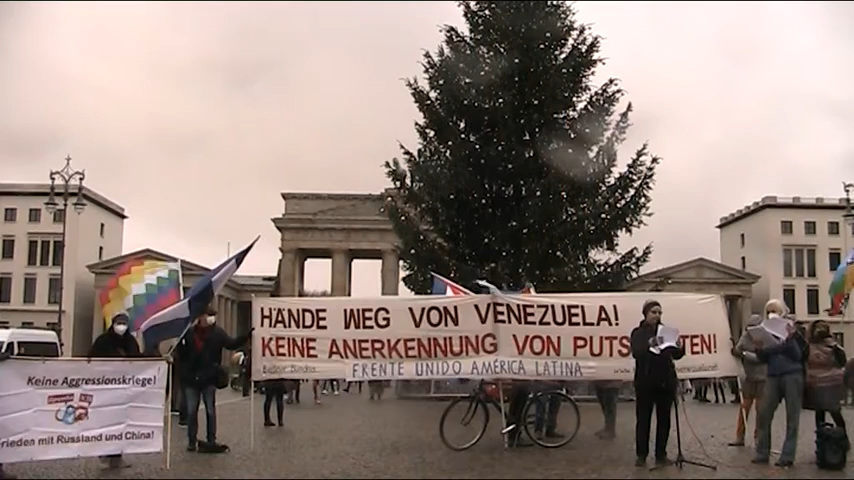 HÄNDE WEG VON VENEZUELA!
KEINE ANERKENNUNG VON PUTS TEN!
FRENTE UNIDO AMÉRICA LATINA
Keine Aggressionskriege!
Frieden mit Russland und China!